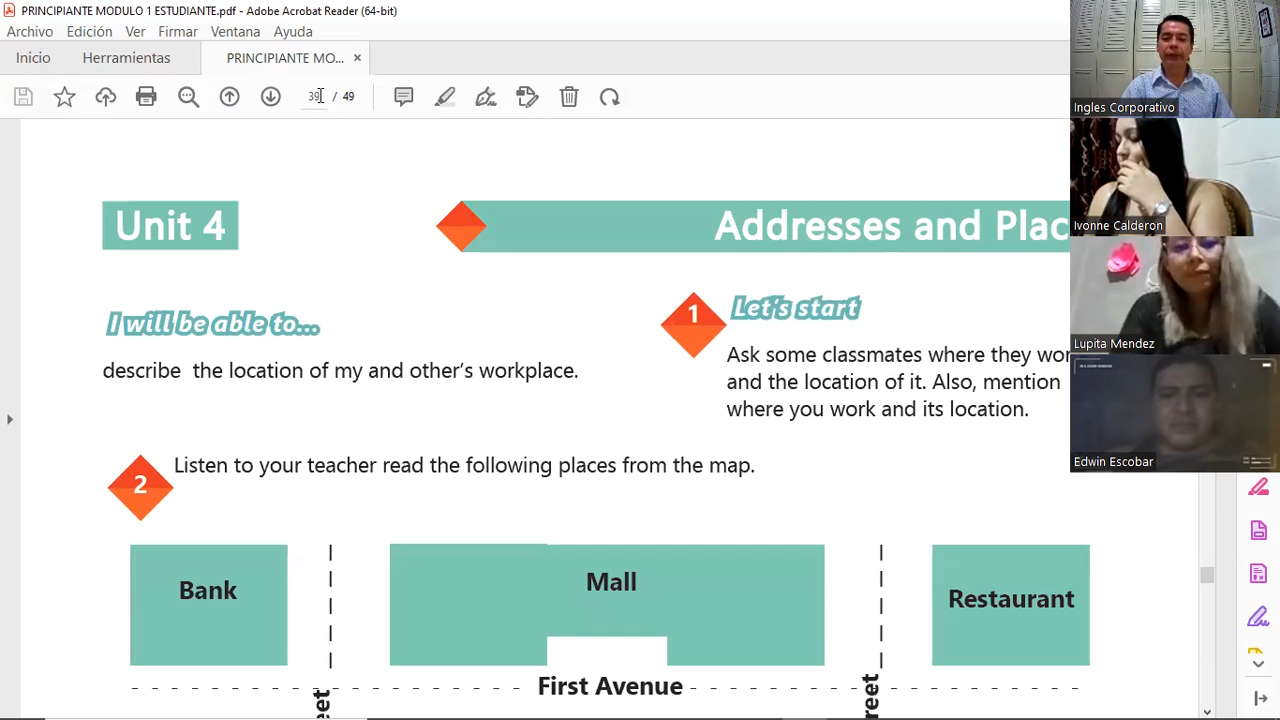 PRINCIPIANTE MODULO 1 ESTUDIANTE.pdf - Adobe Acrobat Reader (64-bit)
Archivo Edición Ver Firmar Ventana Ayuda
Inicio Herramientas PRINCIPIANTE MO... ×
39 / 49
Unit 4
Addresses and Plac
I will be able to...
describe the location of my and other's workplace.
1 Let's start
Ask some classmates where they wor
and the location of it. Also, mention
where you work and its location.
2 Listen to your teacher read the following places from the map.
Bank
Mall
Restaurant
First Avenue
eet
reet
Ingles Corporativo
Ivonne Calderon
Lupita Mendez
Edwin Escobar